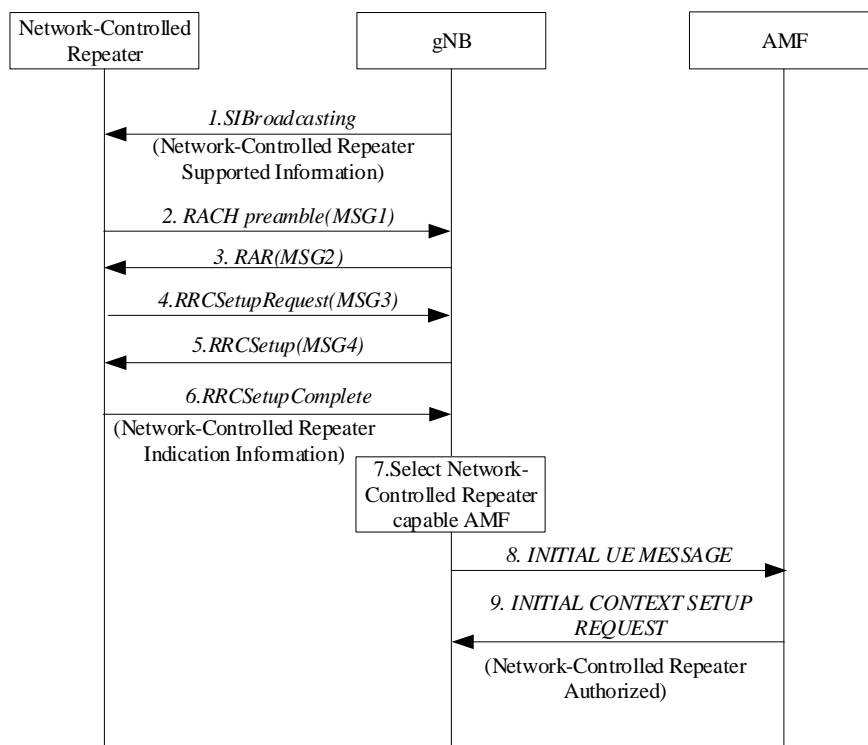 Network-Controlled
Repeater
gNB
AMF
1.SIBroadcasting
(Network-Controlled Repeater
Supported Information)
2. RACH preamble(MSG1)
3. RAR(MSG2)
4.RRCSetupRequest(MSG3)
5.RRCSetup(MSG4)
6.RRCSetupComplete
(Network-Controlled Repeater
Indication Information)
7.Select Network-
Controlled Repeater
capable AMF
8. INITIAL UE MESSAGE
9. INITIAL CONTEXT SETUP
REQUEST
(Network-Controlled Repeater
Authorized)